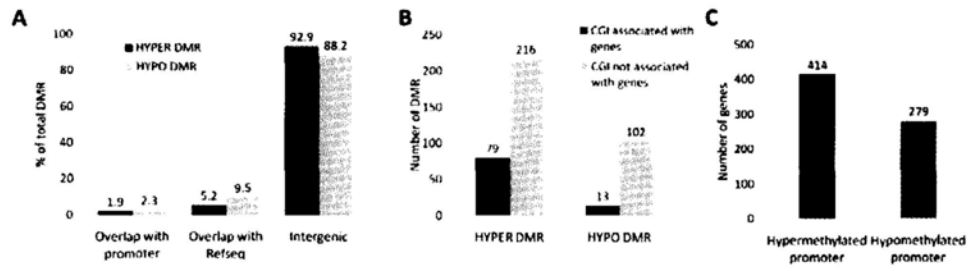 A
% of total DMR
100
80
60
40
20
0
HYPER DMR
HYPO DMR
1.9
2.3
5.2
9.5
92.9
88.2
Overlap with promoter
Overlap with Refseq
Intergenic
B
Number of DMR
250
200
150
100
50
0
79
216
13
102
CGI associated with genes
CGI not associated with genes
HYPER DMR
HYPO DMR
C
Number of genes
500
400
300
200
100
0
414
279
Hypermethylated promoter
Hypomethylated promoter